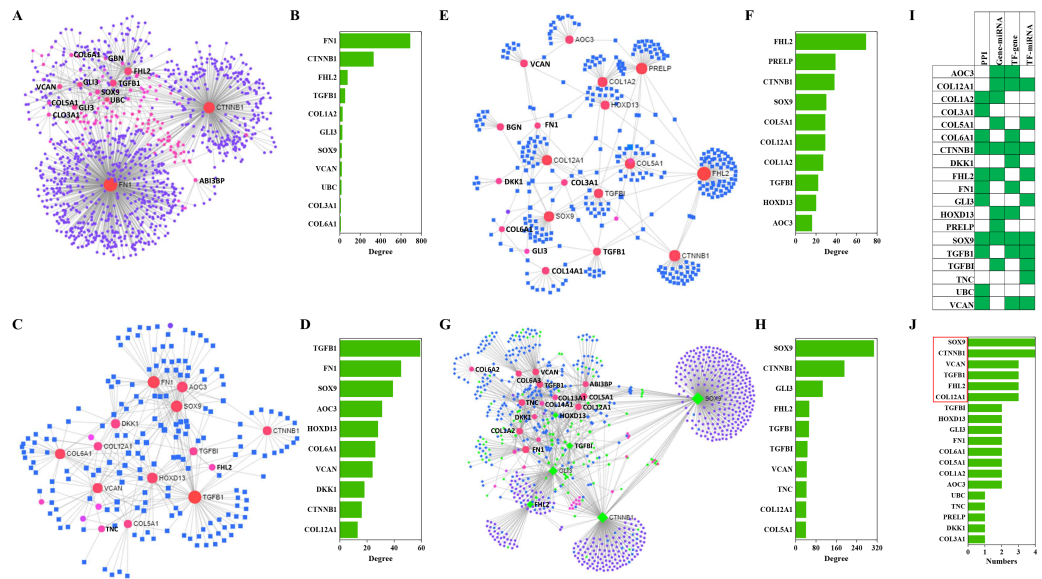 A
COL6A1
GBN
FHL2
GLI3
TGFB1
VCAN
SOX9
COL5A1
UBC
GLI3
CLO3A1
CTNNB1
FN1
ABI3BP
B
FN1
CTNNB1
FHL2
TGFB1
COL1A2
GLI3
SOX9
VCAN
UBC
COL3A1
COL6A1
0 200 400 600 800
Degree
C
FN1
AOC3
SOX9
DKK1
CTNNB1
COL12A1
COL6A1
TGFBI
FHL2
HOXD13
VCAN
TGFB1
COL5A1
TNC
D
TGFB1
FN1
SOX9
AOC3
HOXD13
COL6A1
VCAN
DKK1
CTNNB1
COL12A1
0 20 40 60
Degree
E
AOC3
VCAN
PRELP
COL1A2
HOXD13
BGN
FN1
COL12A1
COL5A1
FHL2
DKK1
COL3A1
TGFBI
SOX9
COL6A1
GLI3
TGFB1
CTNNB1
COL14A1
F
FHL2
PRELP
CTNNB1
SOX9
COL5A1
COL12A1
COL1A2
TGFB1
HOXD13
AOC3
0 20 40 60 80
Degree
G
COL6A2
VCAN
COL6A3
TGFB1
ABI3BP
COL13A1
COL5A1
TNC
COL14A1
COL12A1
SOX9
DKK1
HOXD13
COL1A2
FN1
TGFBI
GLI3
FHL2
CTNNB1
H
SOX9
CTNNB1
GLI3
FHL2
TGFB1
TGFBI
VCAN
TNC
COL12A1
COL5A1
0 80 160 240 320
Degree
I
PPI
Gene-miRNA
TF-gene
TF-miRNA
AOC3
COL12A1
COL1A2
COL3A1
COL5A1
COL6A1
CTNNB1
DKK1
FHL2
FN1
GLI3
HOXD13
PRELP
SOX9
TGFB1
TGFBI
TNC
UBC
VCAN
J
SOX9
CTNNB1
VCAN
TGFB1
FHL2
COL12A1
TGFBI
HOXD13
GLI3
FN1
COL6A1
COL5A1
COL1A2
AOC3
UBC
TNC
PRELP
DKK1
COL3A1
0 1 2 3 4
Numbers